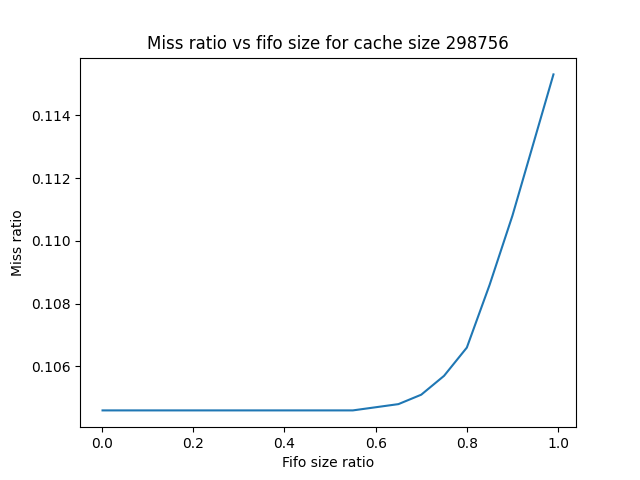 Miss ratio vs fifo size for cache size 298756
0.114
0.112
0.110
0.108
0.106
Miss ratio
0.0 0.2 0.4 0.6 0.8 1.0
Fifo size ratio